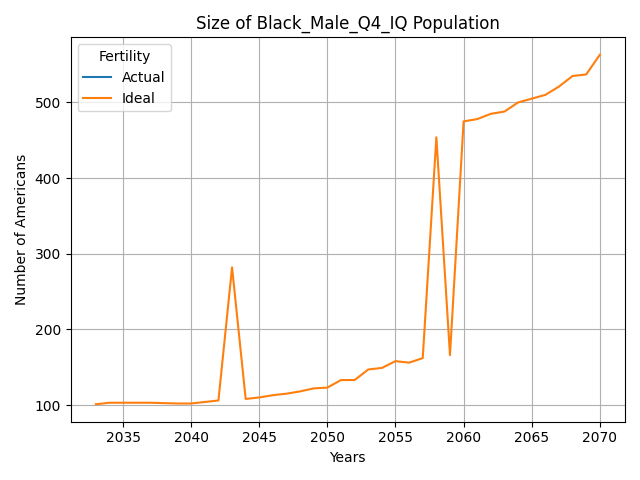 Size of Black_Male_Q4_IQ Population
Fertility
Actual
Ideal
Number of Americans
500
400
300
200
100
2035 2040 2045 2050 2055 2060 2065 2070
Years